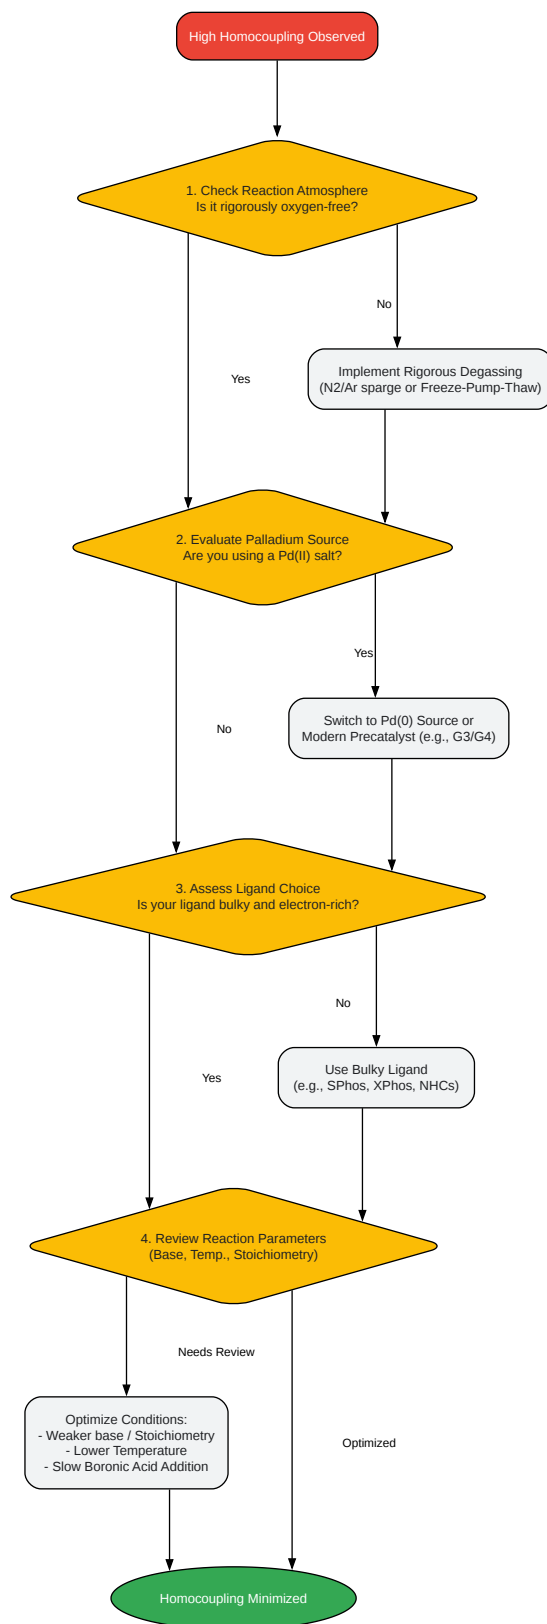 High Homocoupling Observed
1. Check Reaction Atmosphere
Is it rigorously oxygen-free?
No
Implement Rigorous Degassing
(N2/Ar sparge or Freeze-Pump-Thaw)
Yes
2. Evaluate Palladium Source
Are you using a Pd(II) salt?
Yes
Switch to Pd(0) Source or
Modern Precatalyst (e.g., G3/G4)
No
3. Assess Ligand Choice
Is your ligand bulky and electron-rich?
No
Use Bulky Ligand
(e.g., SPhos, XPhos, NHCs)
Yes
4. Review Reaction Parameters
(Base, Temp., Stoichiometry)
Needs Review
Optimize Conditions:
- Weaker base / Stoichiometry
- Lower Temperature
- Slow Boronic Acid Addition
Optimized
Homocoupling Minimized